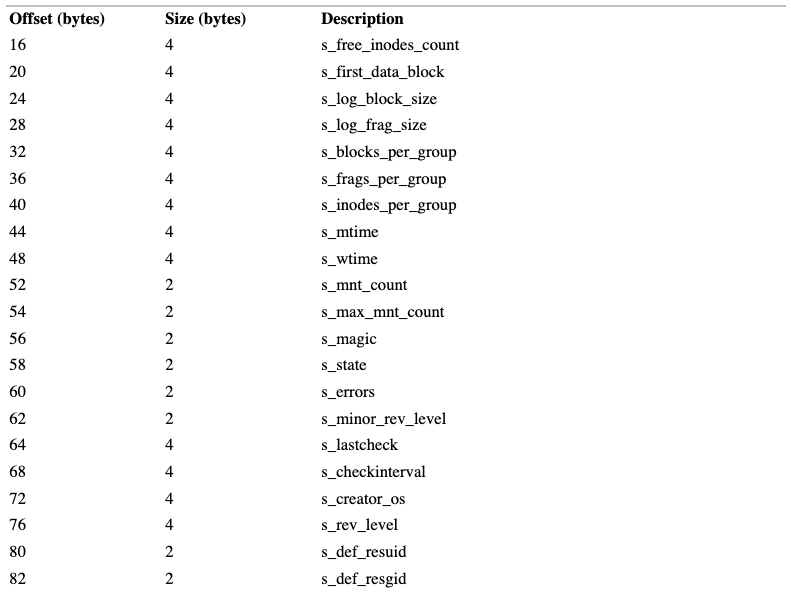 Offset (bytes) Size (bytes) Description
16 4 s_free_inodes_count
20 4 s_first_data_block
24 4 s_log_block_size
28 4 s_log_frag_size
32 4 s_blocks_per_group
36 4 s_frags_per_group
40 4 s_inodes_per_group
44 4 s_mtime
48 4 s_wtime
52 2 s_mnt_count
54 2 s_max_mnt_count
56 2 s_magic
58 2 s_state
60 2 s_errors
62 2 s_minor_rev_level
64 4 s_lastcheck
68 4 s_checkinterval
72 4 s_creator_os
76 4 s_rev_level
80 2 s_def_resuid
82 2 s_def_resgid